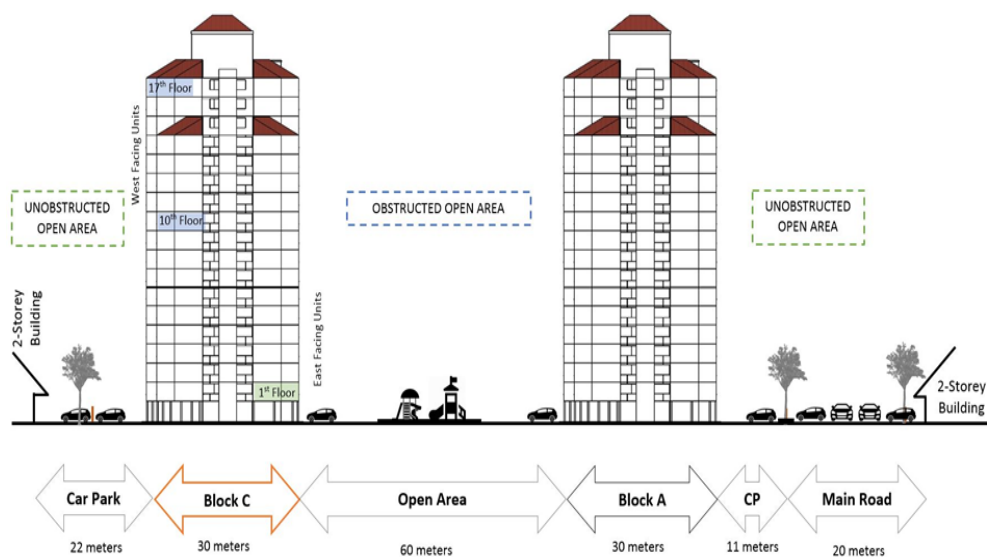 17th Floor
West Facing Units
UNOBSTRUCTED
OPEN AREA
OBSTRUCTED OPEN AREA
UNOBSTRUCTED
OPEN AREA
10th Floor
2-Storey
Building
East Facing Units
1st Floor
2-Storey
Building
Car Park
Block C
Open Area
Block A
CP
Main Road
22 meters
30 meters
60 meters
30 meters
11 meters
20 meters